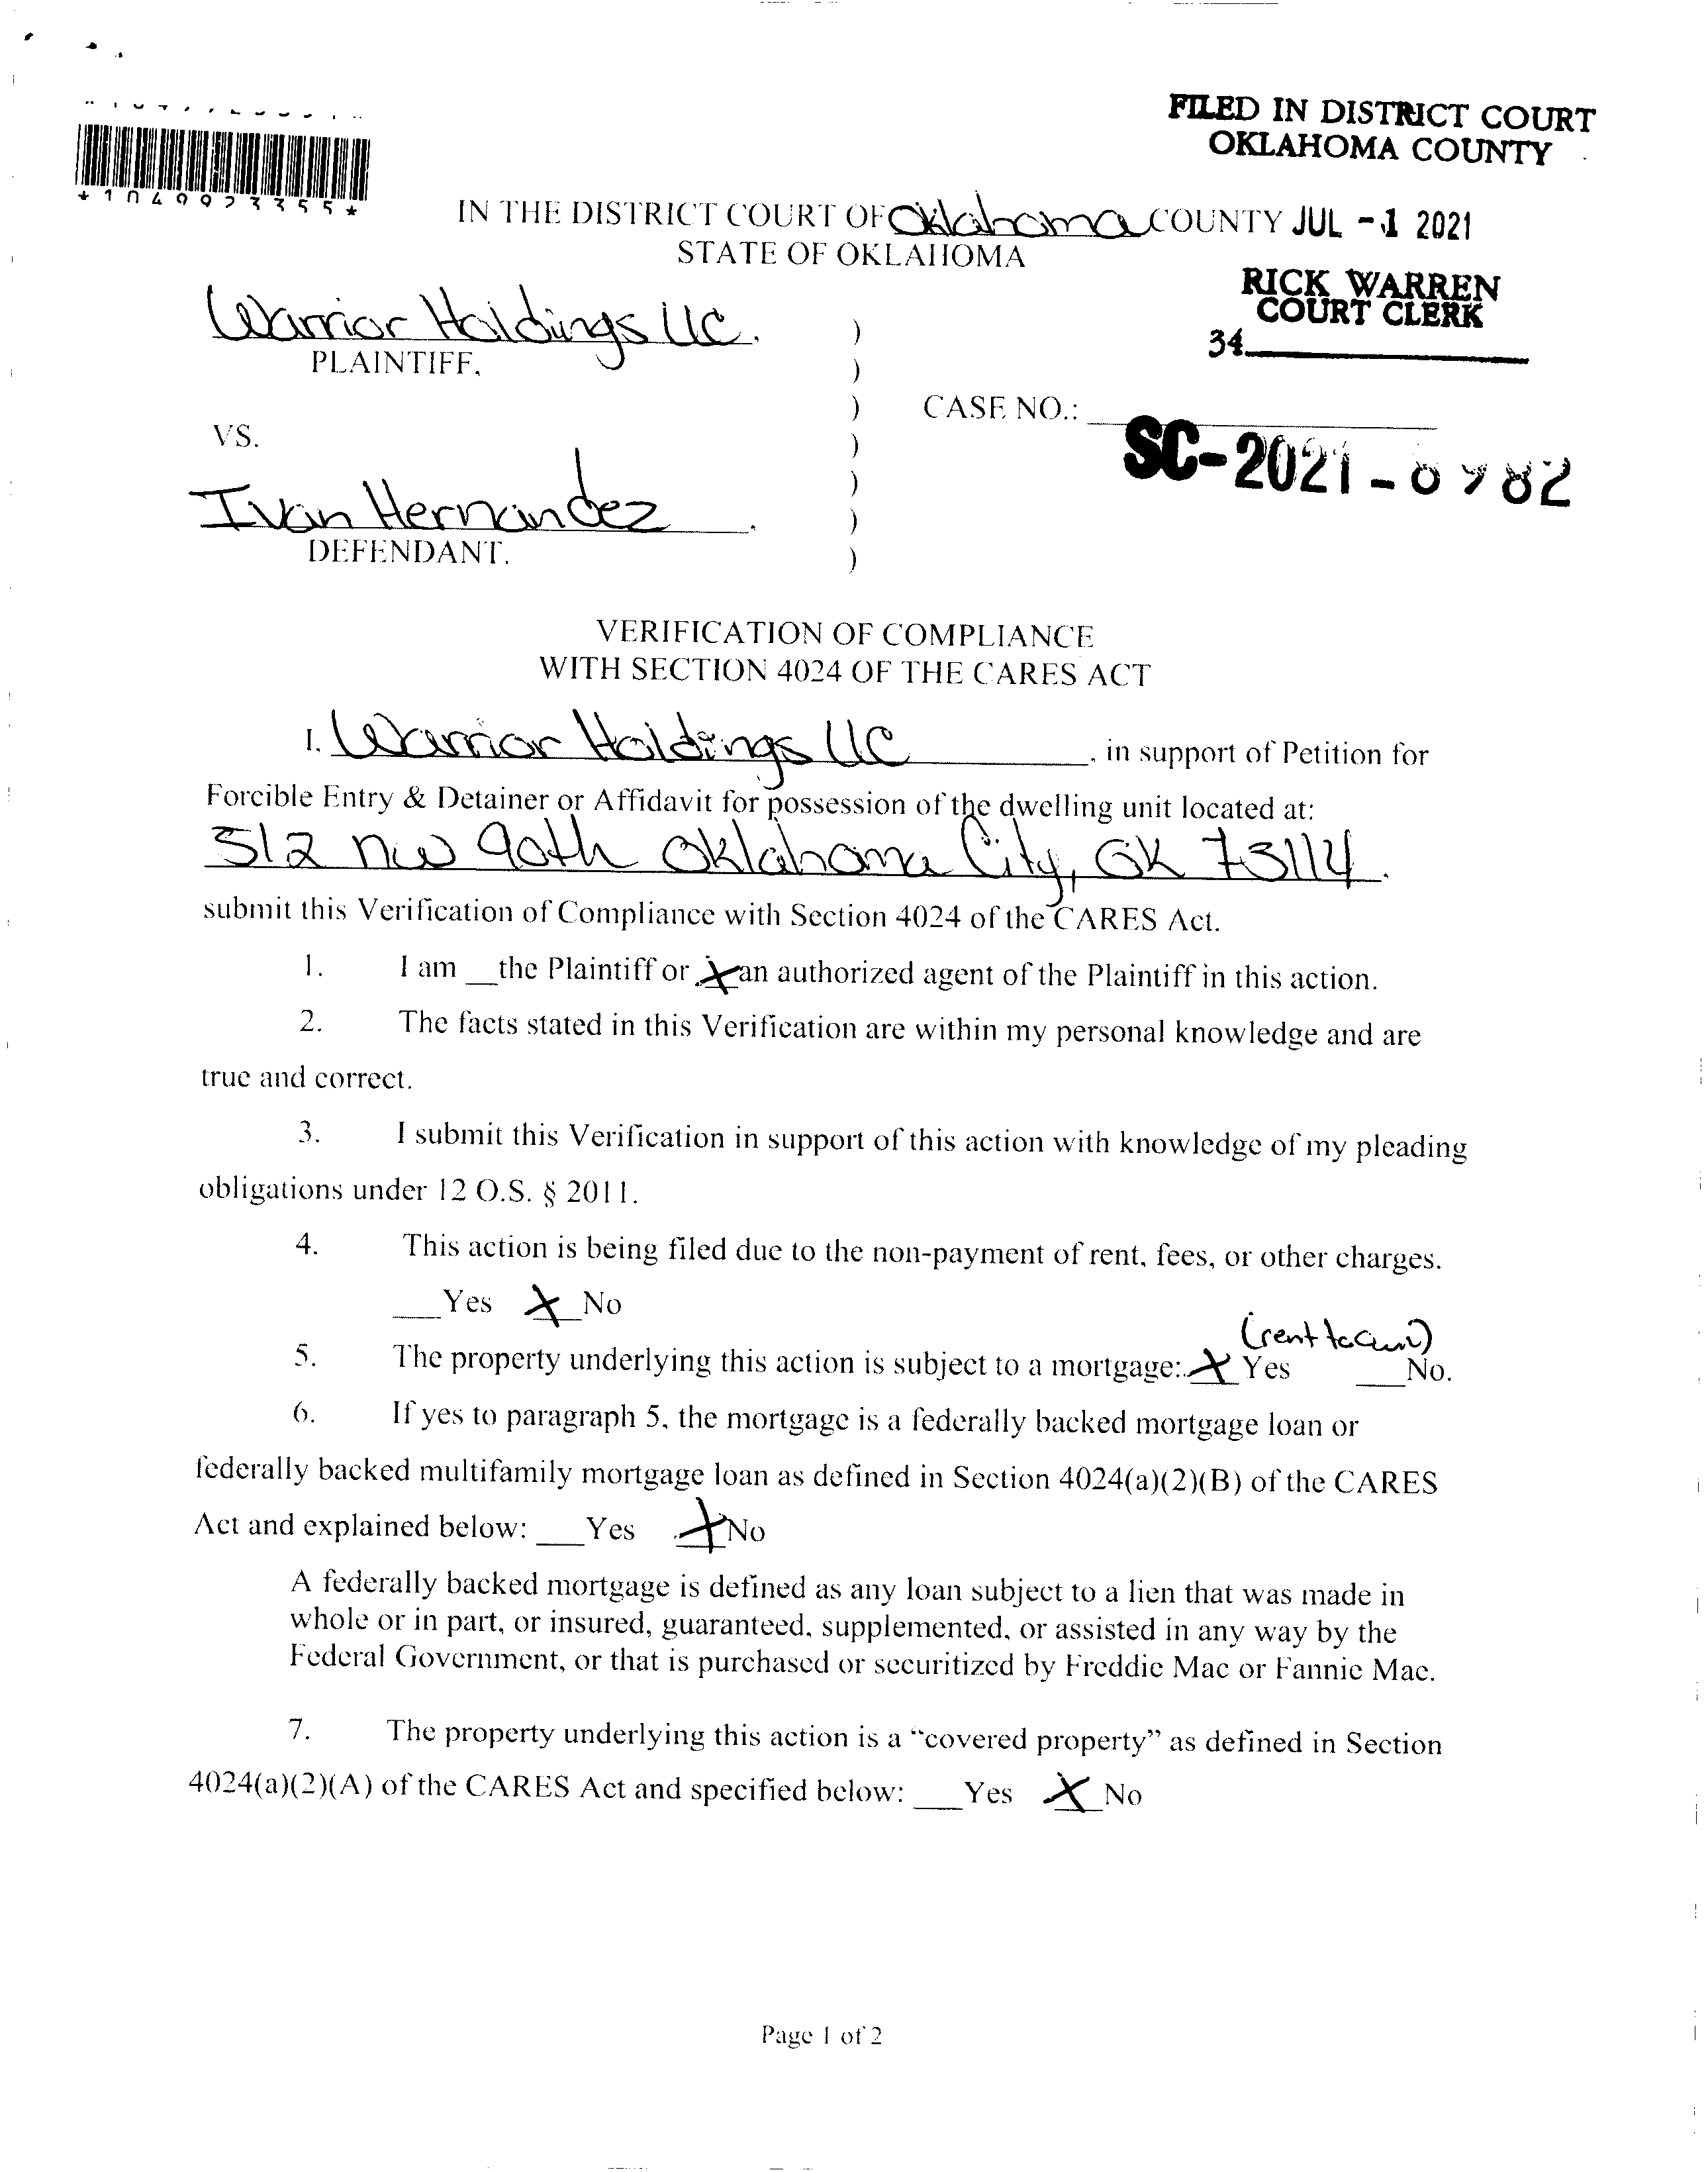 FILED IN DISTRICT COURT
OKLAHOMA COUNTY
*1049923355*
IN THE DISTRICT COURT OF Oklahoma COUNTY JUL -1 2021
STATE OF OKLAHOMA
RICK WARREN
COURT CLERK
34
Warrior Holdings LLC.
PLAINTIFF,
CASE NO.:
VS.
SC-2021-
Ivan Hernandez
DEFENDANT.
VERIFICATION OF COMPLIANCE
WITH SECTION 4024 OF THE CARES ACT
I, Warrior Holdings LLC, in support of Petition for
Forcible Entry & Detainer or Affidavit for possession of the dwelling unit located at:
512 NW 90th Oklahoma City, OK 73114.
submit this Verification of Compliance with Section 4024 of the CARES Act.
1. I am __the Plaintiff or X an authorized agent of the Plaintiff in this action.
2. The facts stated in this Verification are within my personal knowledge and are
true and correct.
3. I submit this Verification in support of this action with knowledge of my pleading
obligations under 12 O.S. § 2011.
4. This action is being filed due to the non-payment of rent, fees, or other charges.
___Yes X No
(rent to own)
5. The property underlying this action is subject to a mortgage: X Yes ___No.
6. If yes to paragraph 5, the mortgage is a federally backed mortgage loan or
federally backed multifamily mortgage loan as defined in Section 4024(a)(2)(B) of the CARES
Act and explained below: ___Yes X No
A federally backed mortgage is defined as any loan subject to a lien that was made in
whole or in part, or insured, guaranteed, supplemented, or assisted in any way by the
Federal Government, or that is purchased or securitized by Freddie Mac or Fannie Mac.
7. The property underlying this action is a “covered property” as defined in Section
4024(a)(2)(A) of the CARES Act and specified below: ___Yes X No
Page 1 of 2